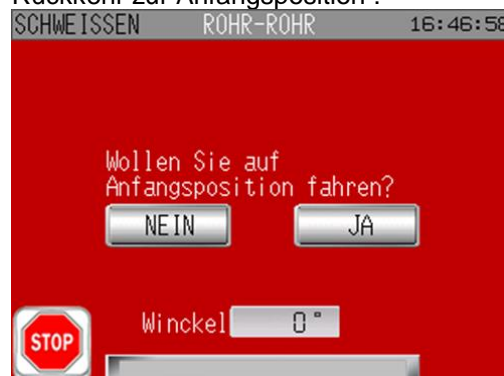 Rückkehr zur Anfangsposition :
SCHWEISSEN ROHR-ROHR 16:46:58
Wollen Sie auf
Anfangsposition fahren?
NEIN JA
Winckel 0°
STOP